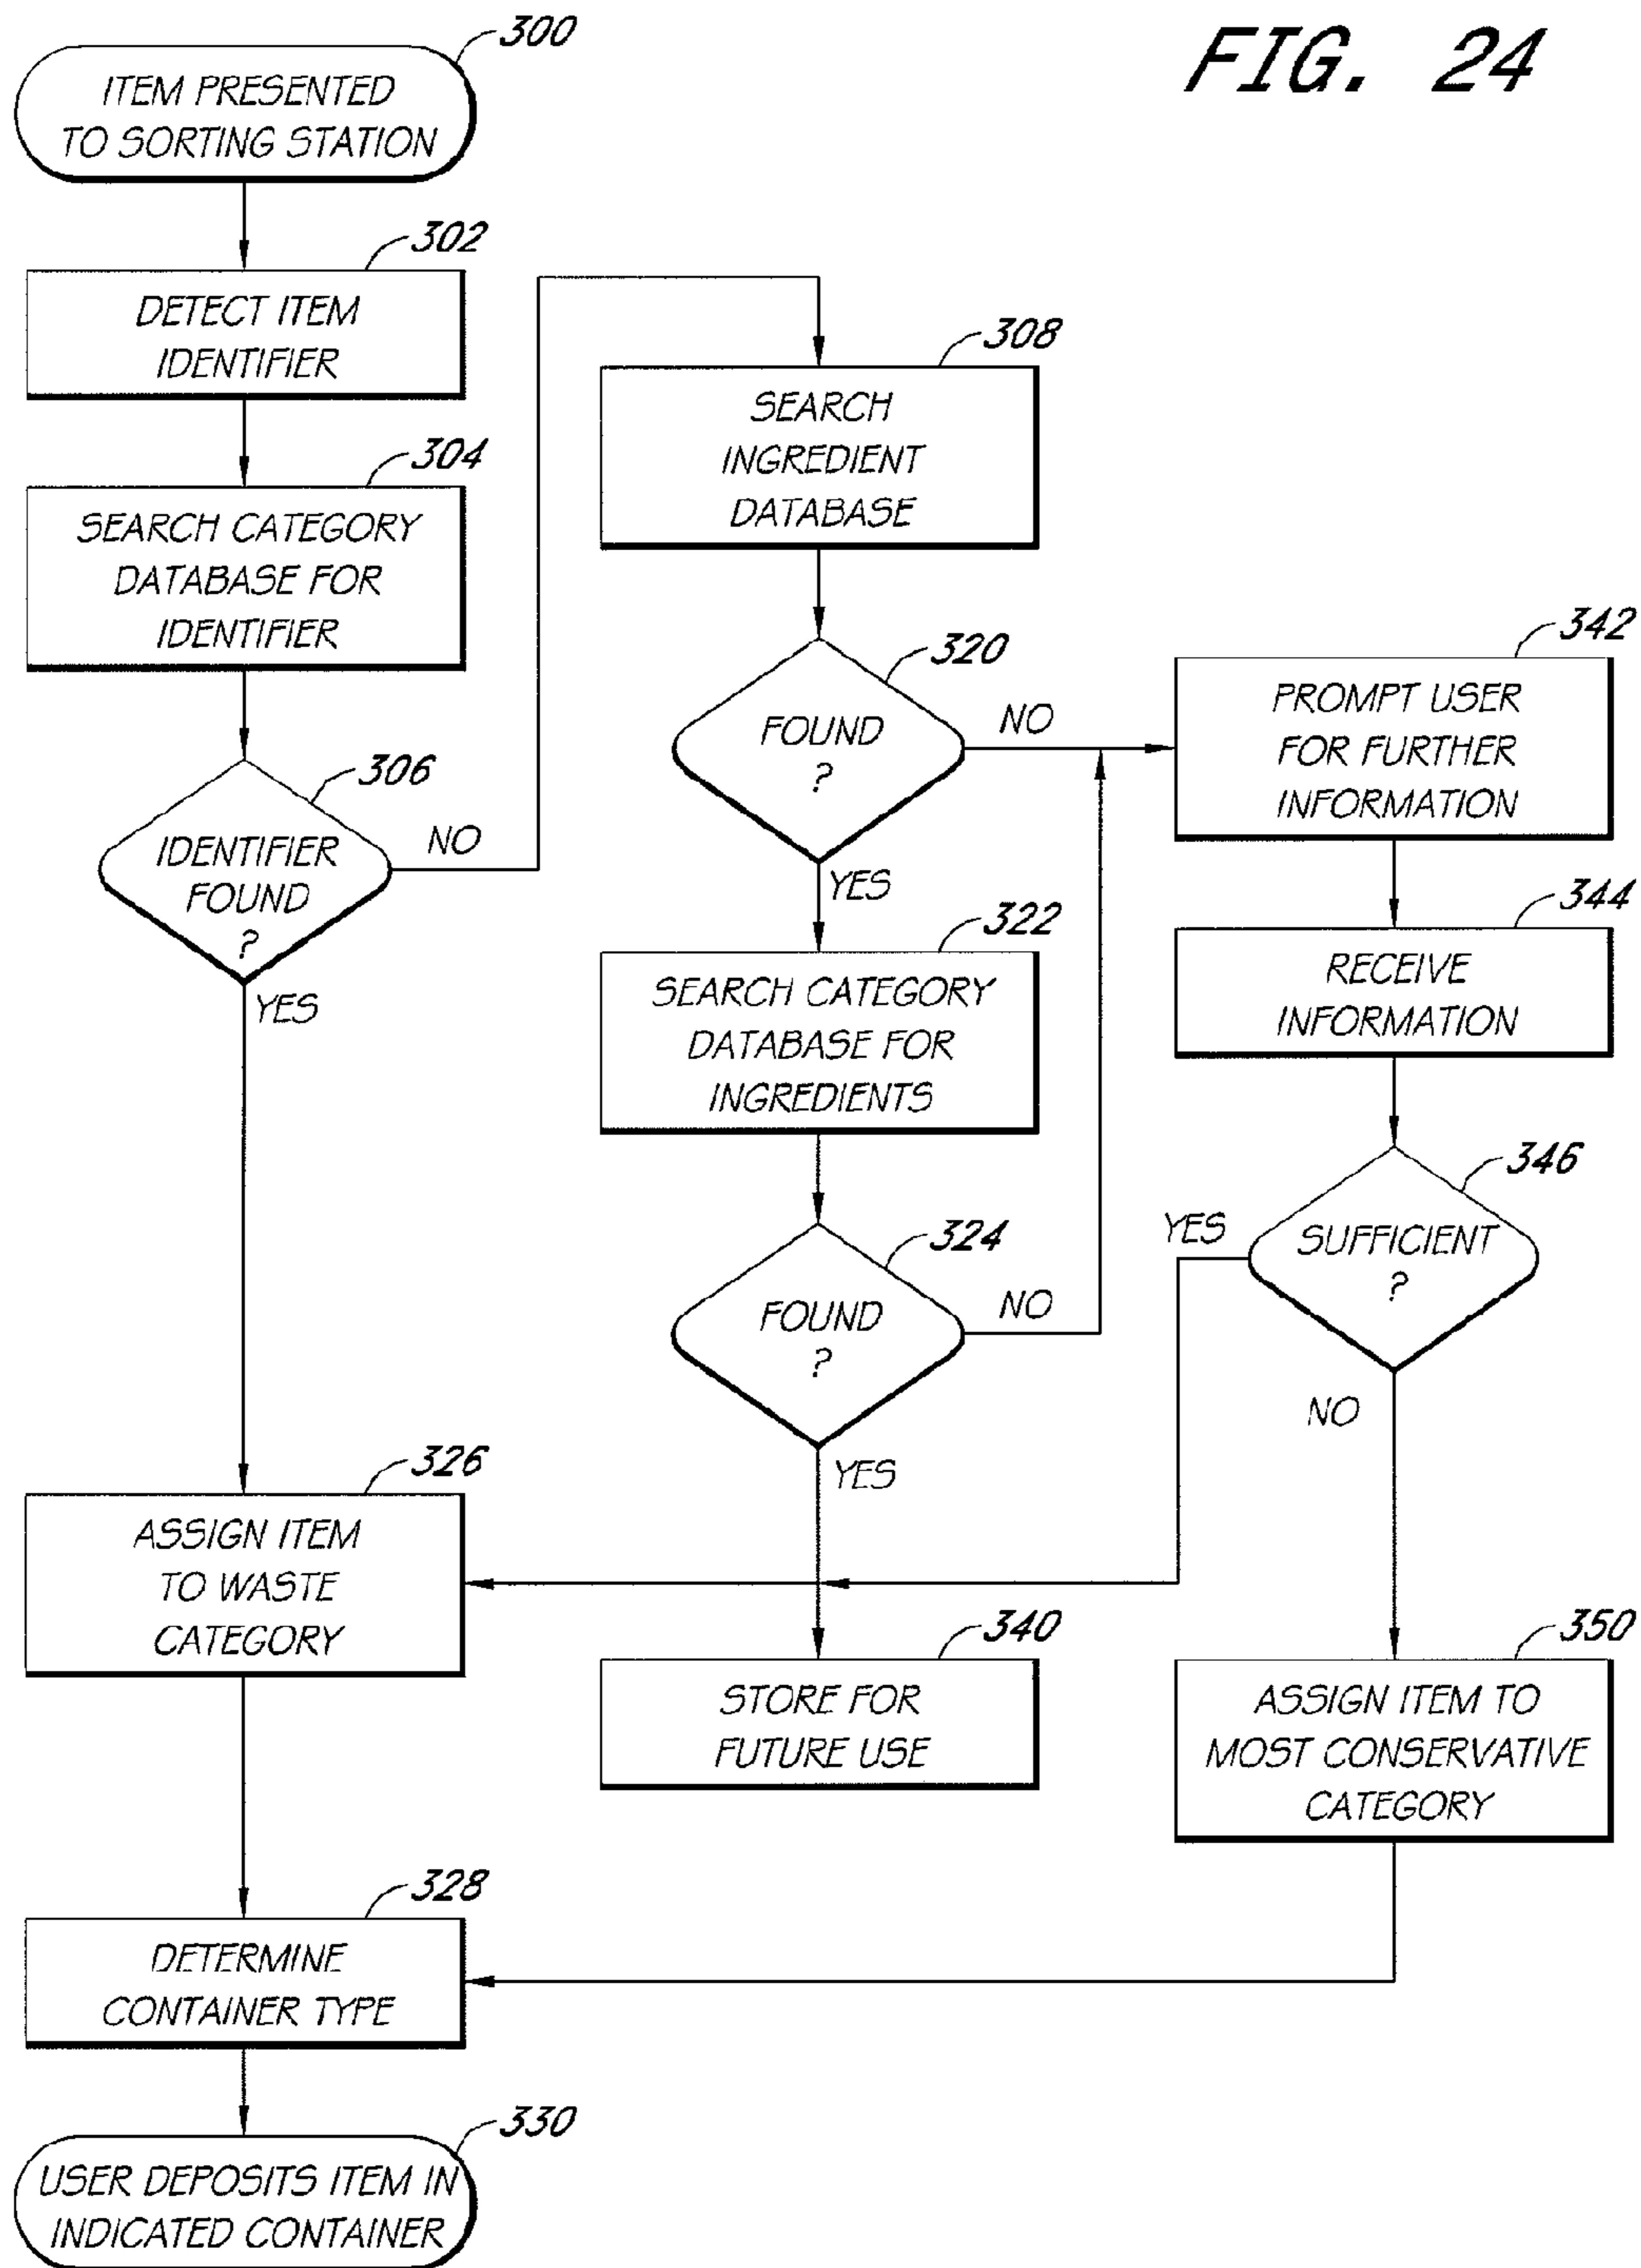 FIG. 24
300
ITEM PRESENTED
TO SORTING STATION
302
DETECT ITEM
IDENTIFIER
304
SEARCH CATEGORY
DATABASE FOR
IDENTIFIER
306
IDENTIFIER
FOUND
?
NO
YES
308
SEARCH
INGREDIENT
DATABASE
320
FOUND
?
NO
YES
322
SEARCH CATEGORY
DATABASE FOR
INGREDIENTS
324
FOUND
?
NO
YES
342
PROMPT USER
FOR FURTHER
INFORMATION
344
RECEIVE
INFORMATION
346
SUFFICIENT
?
YES
NO
326
ASSIGN ITEM
TO WASTE
CATEGORY
340
STORE FOR
FUTURE USE
350
ASSIGN ITEM TO
MOST CONSERVATIVE
CATEGORY
328
DETERMINE
CONTAINER TYPE
330
USER DEPOSITS ITEM IN
INDICATED CONTAINER